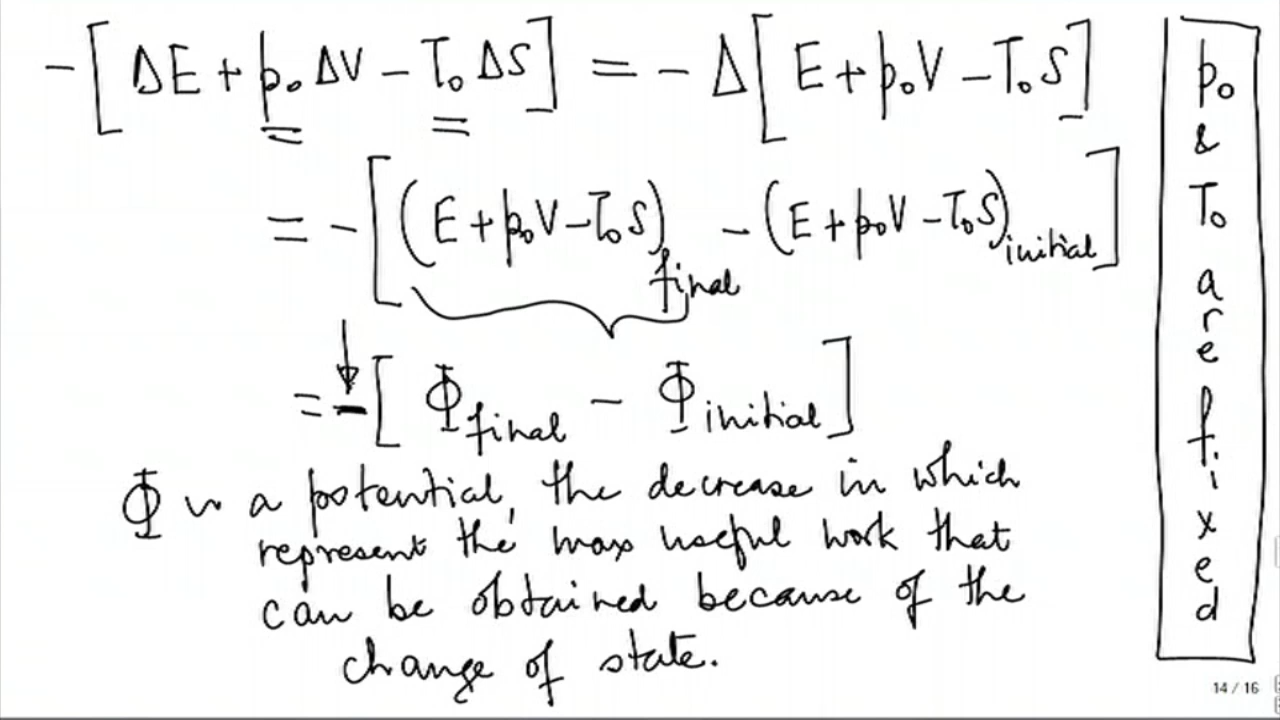 -[ΔE + p₀ΔV - T₀ΔS] = -Δ[E + p₀V - T₀S]
= -[(E + p₀V - T₀S)final - (E + p₀V - T₀S)initial]
= -[Φfinal - Φinitial]
Φ is a potential, the decrease in which
represent the max useful work that
can be obtained because of the
change of state.
p₀
&
T₀
a
r
e
f
i
x
e
d
14 / 16